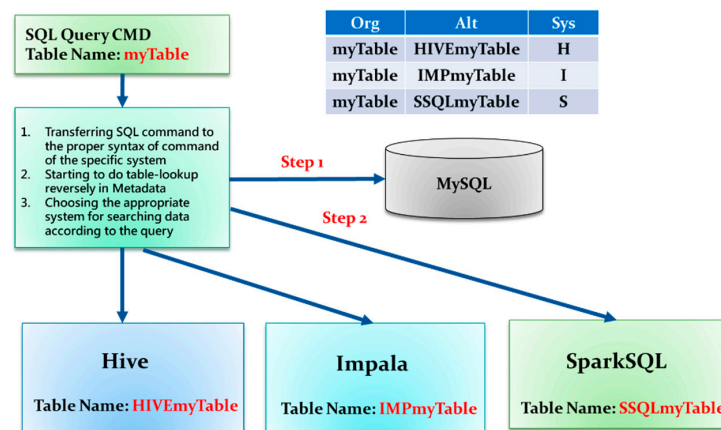 SQL Query CMD
Table Name: myTable
Org Alt Sys
myTable HIVEmyTable H
myTable IMPmyTable I
myTable SSQLmyTable S
1. Transferring SQL command to
the proper syntax of command
of the specific system
2. Starting to do table-lookup
reversely in Metadata
3. Choosing the appropriate
system for searching data
according to the query
Step 1
MySQL
Step 2
Hive
Table Name: HIVEmyTable
Impala
Table Name: IMPmyTable
SparkSQL
Table Name: SSQLmyTable